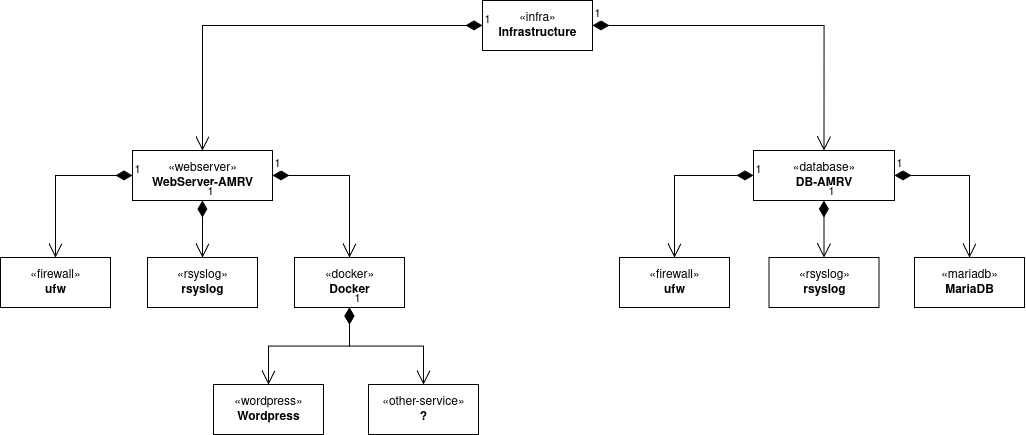 1
«infra»
Infrastructure
1
«webserver»
WebServer-AMRV
1
1
1
«database»
DB-AMRV
1
1
1
«firewall»
ufw
«rsyslog»
rsyslog
«docker»
Docker
1
«firewall»
ufw
«rsyslog»
rsyslog
«mariadb»
MariaDB
«wordpress»
Wordpress
«other-service»
?